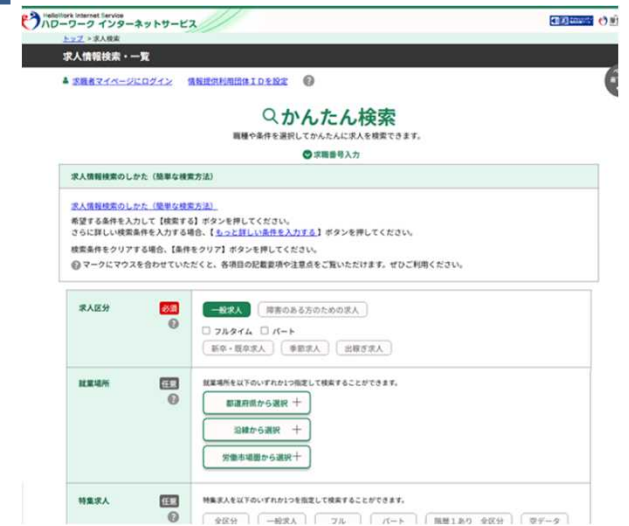 HelloWork Internet Service
ハローワーク インターネットサービス
トップ > 求人検索
求人情報検索・一覧
求職者マイページにログイン 情報提供利用団体IDを設定 ?
かんたん検索
職種や条件を選択してかんたんに求人を検索できます。
求職番号入力
求人情報検索のしかた（簡単な検索方法）
求人情報検索のしかた（簡単な検索方法）
希望する条件を入力して【検索する】ボタンを押してください。
さらに詳しい検索条件を入力する場合、【もっと詳しい条件を入力する】ボタンを押してください。
検索条件をクリアする場合、【条件をクリア】ボタンを押してください。
?マークにマウスを合わせていただくと、各項目の記載要項や注意点をご覧いただけます。ぜひご利用ください。
求人区分 必須 一般求人 障害のある方のための求人
? フルタイム パート
新卒・既卒求人 季節求人 出稼ぎ求人
就業場所 任意 就業場所を以下のいずれか1つ指定して検索することができます。
? 都道府県から選択 +
沿線から選択 +
労働市場圏から選択 +
特集求人 任意 特集求人を以下のいずれか1つを指定して検索することができます。
? 全区分 一般求人 フル パート 障歴1あり 全区分 空データ